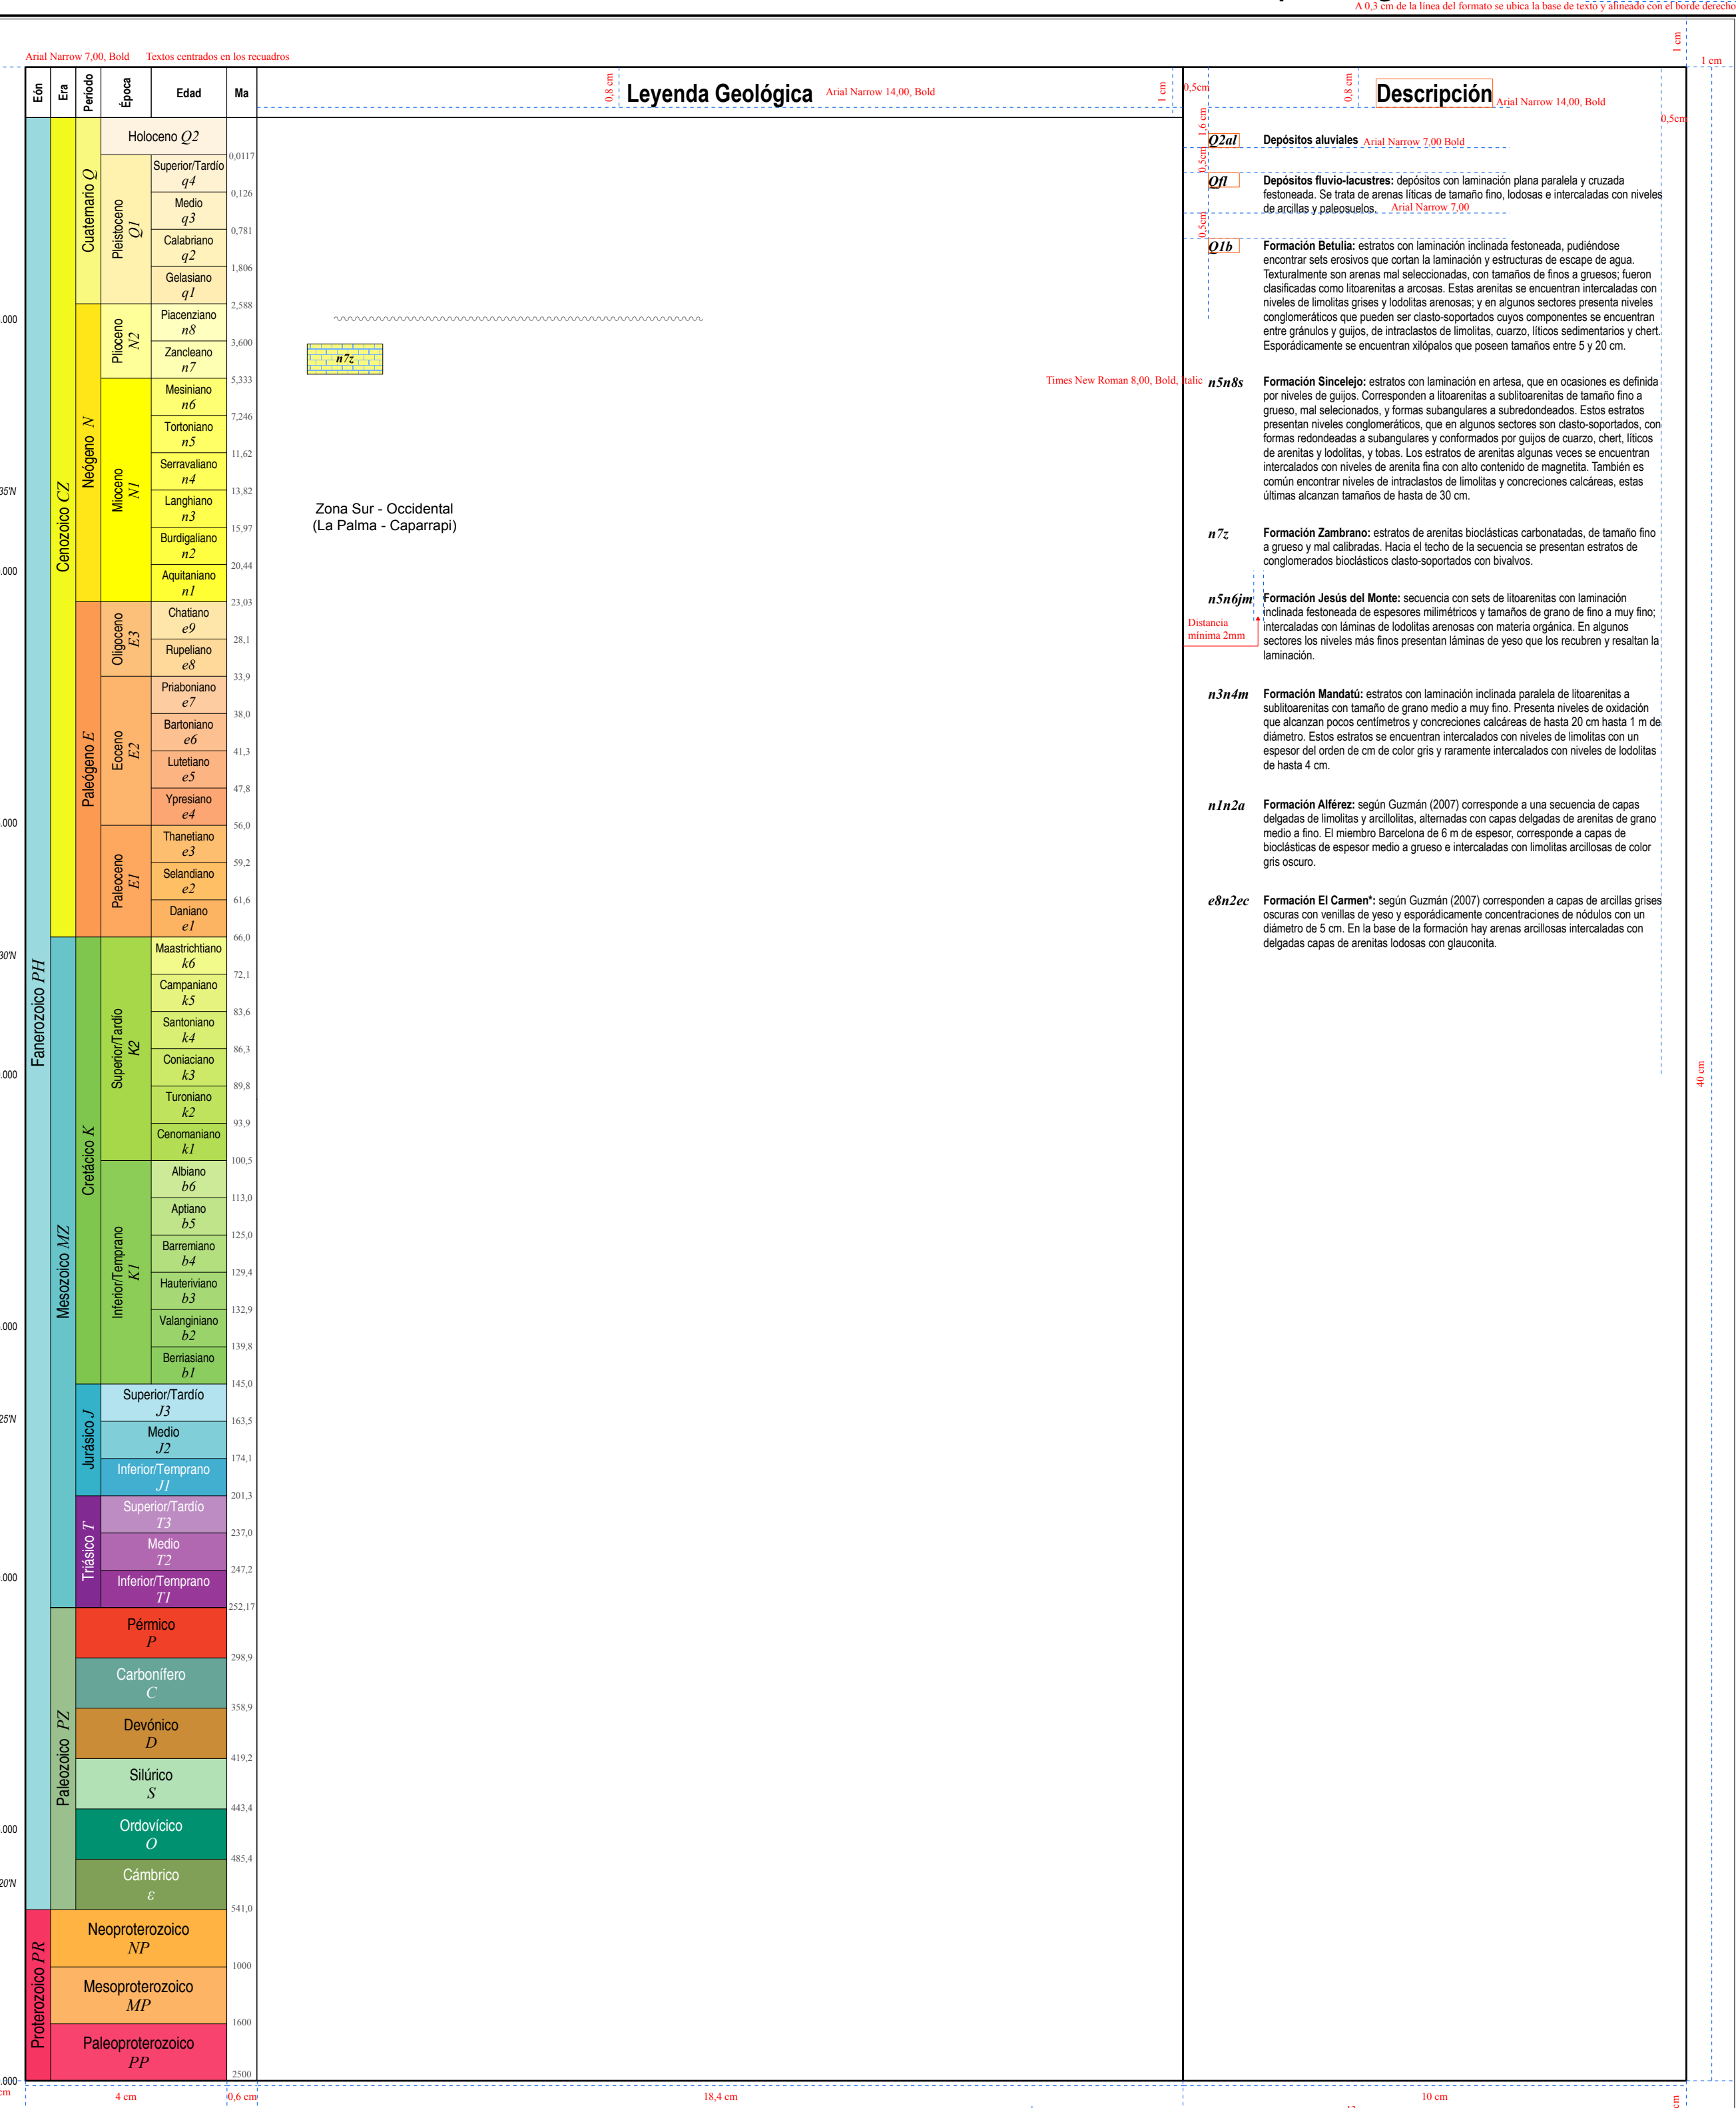 A 0,3 cm de la línea del formato se ubica la base de texto y alineado con el borde derecho
1 cm
1 cm
Arial Narrow 7,00, Bold Textos centrados en los recuadros
Eón
Era
Período
Época
Edad
Ma
0,8 cm
Leyenda Geológica
Arial Narrow 14,00, Bold
1 cm
0,5cm
0,8 cm
Descripción
Arial Narrow 14,00, Bold
0,5cm
Fanerozoico PH
Proterozoico PR
Cenozoico CZ
Mesozoico MZ
Paleozoico PZ
Cuaternario Q
Neógeno N
Paleógeno E
Cretácico K
Jurásico J
Triásico T
Holoceno Q2
Pleistoceno
Q1
Plioceno
N2
Mioceno
N1
Oligoceno
E3
Eoceno
E2
Paleoceno
E1
Superior/Tardío
K2
Inferior/Temprano
K1
0,0117
Superior/Tardío
q4
0,126
Medio
q3
0,781
Calabriano
q2
1,806
Gelasiano
q1
2,588
Piacenziano
n8
3,600
Zancleano
n7
5,333
Mesiniano
n6
7,246
Tortoniano
n5
11,62
Serravaliano
n4
13,82
Langhiano
n3
15,97
Burdigaliano
n2
20,44
Aquitaniano
n1
23,03
Chatiano
e9
28,1
Rupeliano
e8
33,9
Priaboniano
e7
38,0
Bartoniano
e6
41,3
Lutetiano
e5
47,8
Ypresiano
e4
56,0
Thanetiano
e3
59,2
Selandiano
e2
61,6
Daniano
e1
66,0
Maastrichtiano
k6
72,1
Campaniano
k5
83,6
Santoniano
k4
86,3
Coniaciano
k3
89,8
Turoniano
k2
93,9
Cenomaniano
k1
100,5
Albiano
b6
113,0
Aptiano
b5
125,0
Barremiano
b4
129,4
Hauteriviano
b3
132,9
Valanginiano
b2
139,8
Berriasiano
b1
145,0
Superior/Tardío
J3
163,5
Medio
J2
174,1
Inferior/Temprano
J1
201,3
Superior/Tardío
T3
237,0
Medio
T2
247,2
Inferior/Temprano
T1
252,17
Pérmico
P
298,9
Carbonífero
C
358,9
Devónico
D
419,2
Silúrico
S
443,4
Ordovícico
O
485,4
Cámbrico
ε
541,0
Neoproterozoico
NP
1000
Mesoproterozoico
MP
1600
Paleoproterozoico
PP
2500
n7z
Zona Sur - Occidental
(La Palma - Caparrapi)
1,6 cm
0,5cm
0,5cm
Q2al Depósitos aluviales Arial Narrow 7,00 Bold
Qfl Depósitos fluvio-lacustres: depósitos con laminación plana paralela y cruzada
festoneada. Se trata de arenas líticas de tamaño fino, lodosas e intercaladas con niveles
de arcillas y paleosuelos. Arial Narrow 7,00
Q1b Formación Betulia: estratos con laminación inclinada festoneada, pudiéndose
encontrar sets erosivos que cortan la laminación y estructuras de escape de agua.
Texturalmente son arenas mal seleccionadas, con tamaños de finos a gruesos; fueron
clasificadas como litoarenitas a arcosas. Estas arenitas se encuentran intercaladas con
niveles de limolitas grises y lodolitas arenosas; y en algunos sectores presenta niveles
conglomeráticos que pueden ser clasto-soportados cuyos componentes se encuentran
entre gránulos y guijos, de intraclastos de limolitas, cuarzo, líticos sedimentarios y chert.
Esporádicamente se encuentran xilópalos que poseen tamaños entre 5 y 20 cm.
Times New Roman 8,00, Bold, Italic
n5n8s Formación Sincelejo: estratos con laminación en artesa, que en ocasiones es definida
por niveles de guijos. Corresponden a litoarenitas a sublitoarenitas de tamaño fino a
grueso, mal selecionados, y formas subangulares a subredondeados. Estos estratos
presentan niveles conglomeráticos, que en algunos sectores son clasto-soportados, con
formas redondeadas a subangulares y conformados por guijos de cuarzo, chert, líticos
de arenitas y lodolitas, y tobas. Los estratos de arenitas algunas veces se encuentran
intercalados con niveles de arenita fina con alto contenido de magnetita. También es
común encontrar niveles de intraclastos de limolitas y concreciones calcáreas, estas
últimas alcanzan tamaños de hasta de 30 cm.
n7z Formación Zambrano: estratos de arenitas bioclásticas carbonatadas, de tamaño fino
a grueso y mal calibradas. Hacia el techo de la secuencia se presentan estratos de
conglomerados bioclásticos clasto-soportados con bivalvos.
n5n6jm Formación Jesús del Monte: secuencia con sets de litoarenitas con laminación
inclinada festoneada de espesores milimétricos y tamaños de grano de fino a muy fino;
intercaladas con láminas de lodolitas arenosas con materia orgánica. En algunos
sectores los niveles más finos presentan láminas de yeso que los recubren y resaltan la
laminación.
Distancia
mínima 2mm
n3n4m Formación Mandatú: estratos con laminación inclinada paralela de litoarenitas a
sublitoarenitas con tamaño de grano medio a muy fino. Presenta niveles de oxidación
que alcanzan pocos centímetros y concreciones calcáreas de hasta 20 cm hasta 1 m de
diámetro. Estos estratos se encuentran intercalados con niveles de limolitas con un
espesor del orden de cm de color gris y raramente intercalados con niveles de lodolitas
de hasta 4 cm.
n1n2a Formación Alférez: según Guzmán (2007) corresponde a una secuencia de capas
delgadas de limolitas y arcillolitas, alternadas con capas delgadas de arenitas de grano
medio a fino. El miembro Barcelona de 6 m de espesor, corresponde a capas de
bioclásticas de espesor medio a grueso e intercaladas con limolitas arcillosas de color
gris oscuro.
e8n2ec Formación El Carmen*: según Guzmán (2007) corresponden a capas de arcillas grises
oscuras con venillas de yeso y esporádicamente concentraciones de nódulos con un
diámetro de 5 cm. En la base de la formación hay arenas arcillosas intercaladas con
delgadas capas de arenitas lodosas con glauconita.
40 cm
.000
35'N
.000
.000
30'N
.000
.000
25'N
.000
.000
20'N
.000
cm
4 cm
0,6 cm
18,4 cm
10 cm
cm